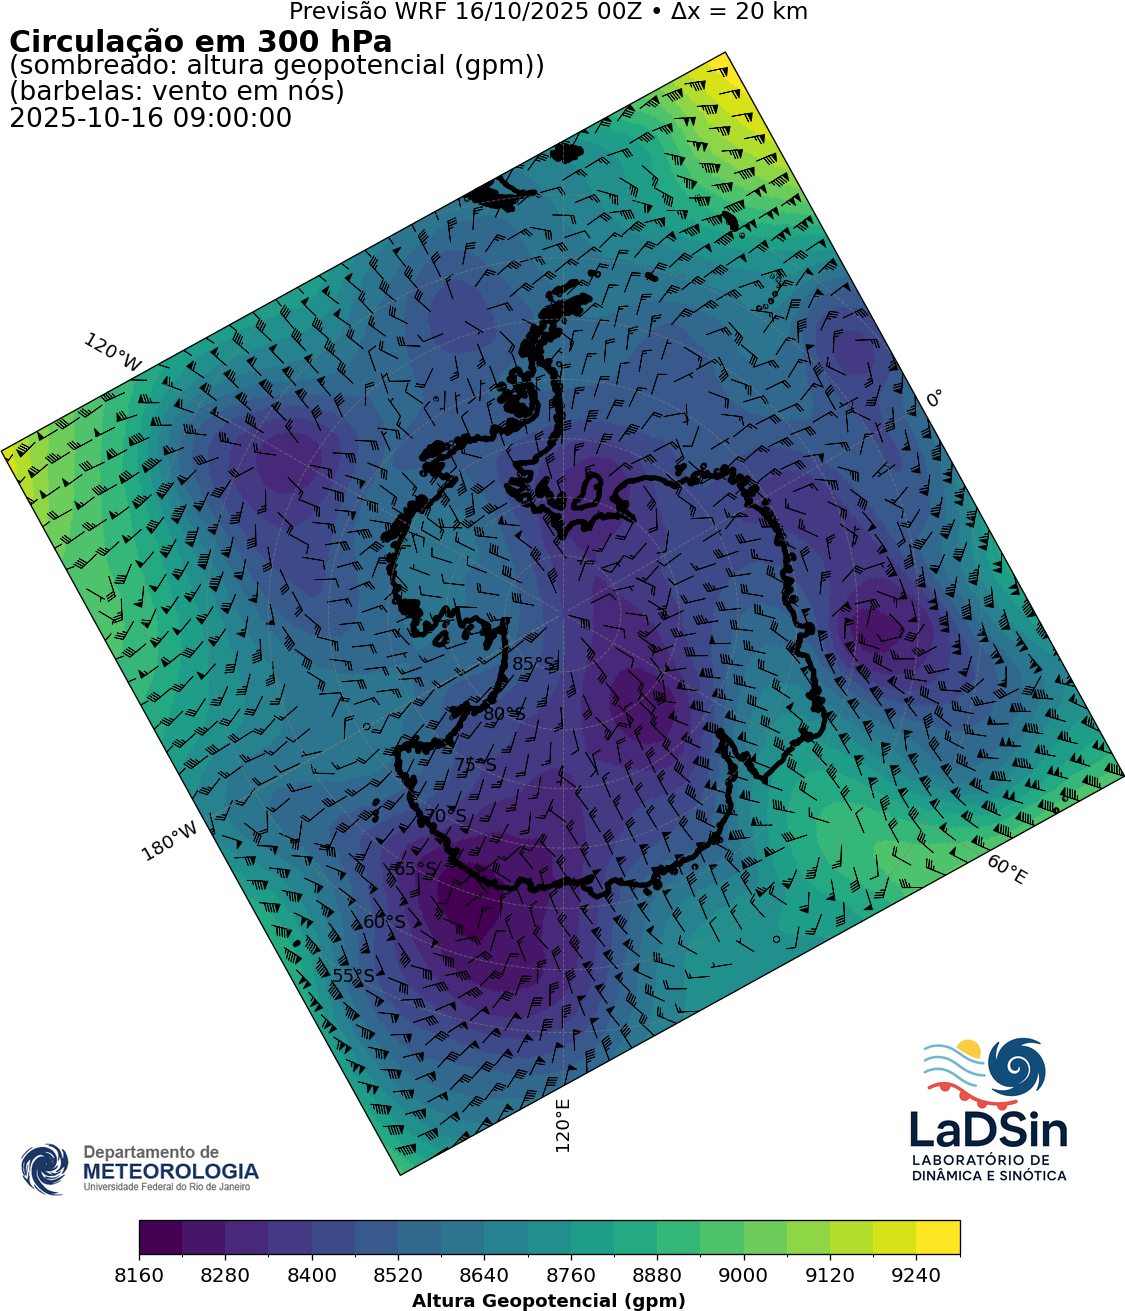 Previsão WRF 16/10/2025 00Z • Δx = 20 km
Circulação em 300 hPa
(sombreado: altura geopotencial (gpm))
(barbelas: vento em nós)
2025-10-16 09:00:00
120°W
0°
85°S
80°S
75°S
70°S
180°W
65°S
60°E
60°S
55°S
120°E
LaDSin
LABORATÓRIO DE
DINÂMICA E SINÓTICA
Departamento de
METEOROLOGIA
Universidade Federal do Rio de Janeiro
8160 8280 8400 8520 8640 8760 8880 9000 9120 9240
Altura Geopotencial (gpm)